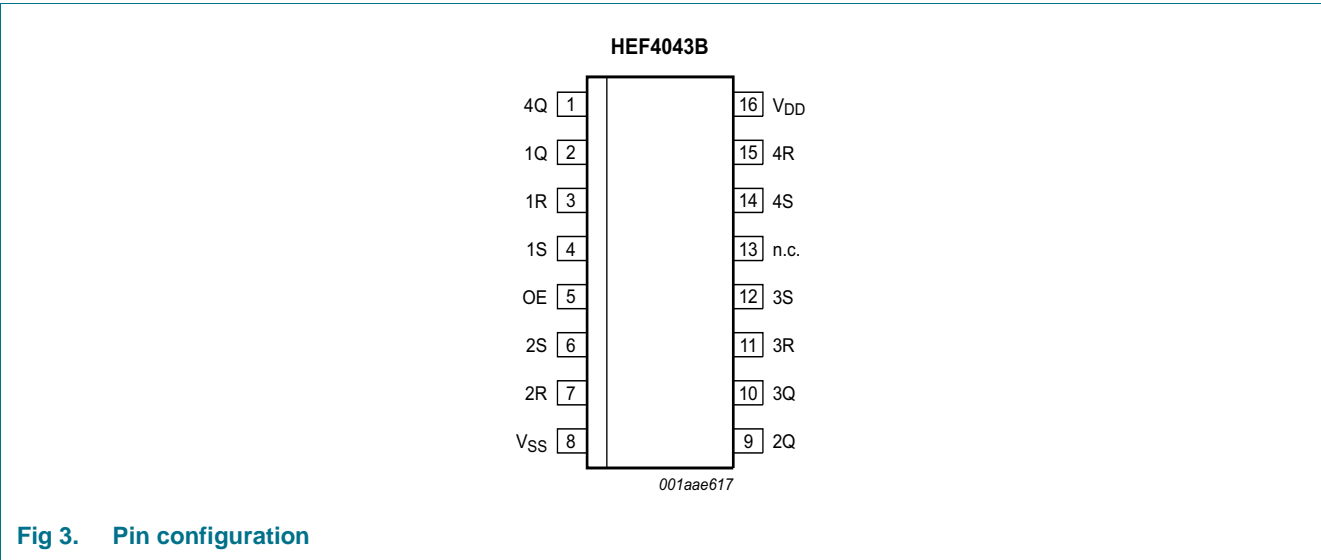 HEF4043B
4Q 1 16 VDD
1Q 2 15 4R
1R 3 14 4S
1S 4 13 n.c.
OE 5 12 3S
2S 6 11 3R
2R 7 10 3Q
VSS 8 9 2Q
001aae617
Fig 3. Pin configuration